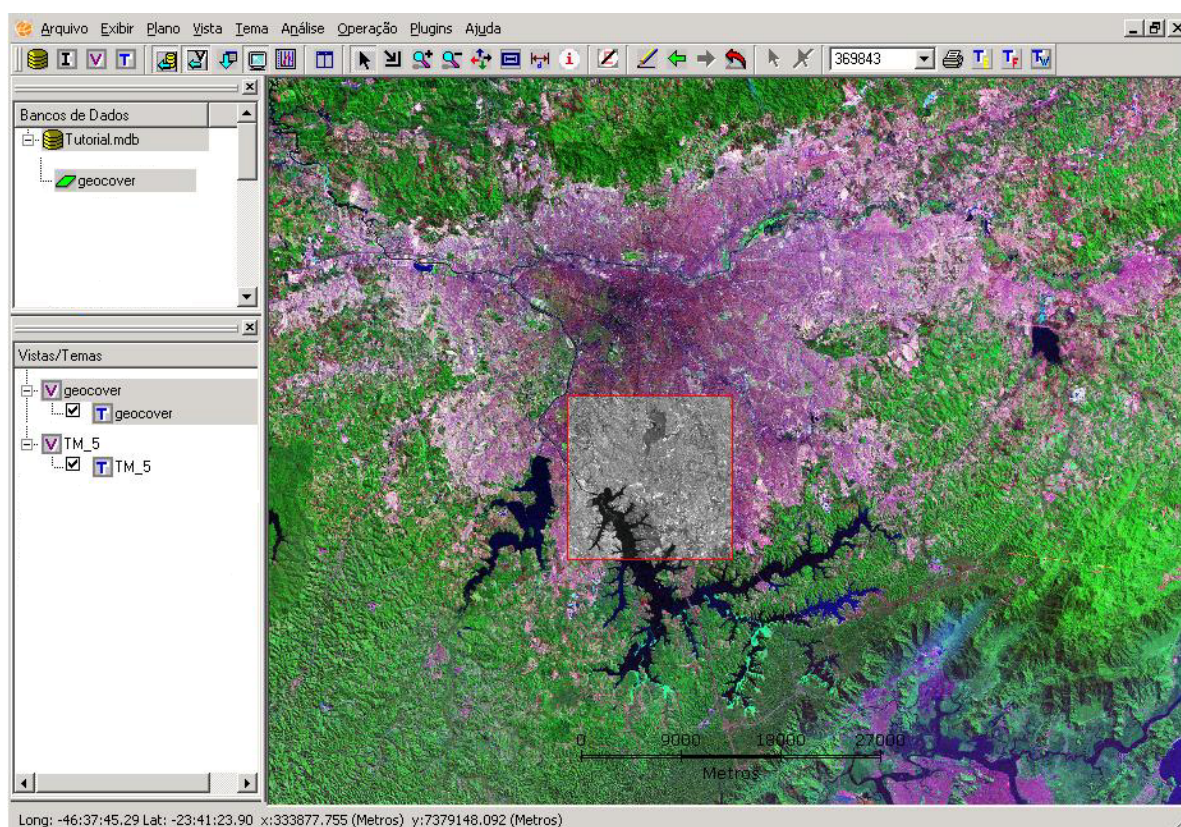 Arquivo Exibir Plano Vista Tema Análise Operação Plugins Ajuda
I V T 369843
Bancos de Dados
Tutorial.mdb
geocover
Vistas/Temas
V geocover
T geocover
V TM_5
T TM_5
0 9000 18000 27000
Metros
Long: -46:37:45.29 Lat: -23:41:23.90 x:333877.755 (Metros) y:7379148.092 (Metros)